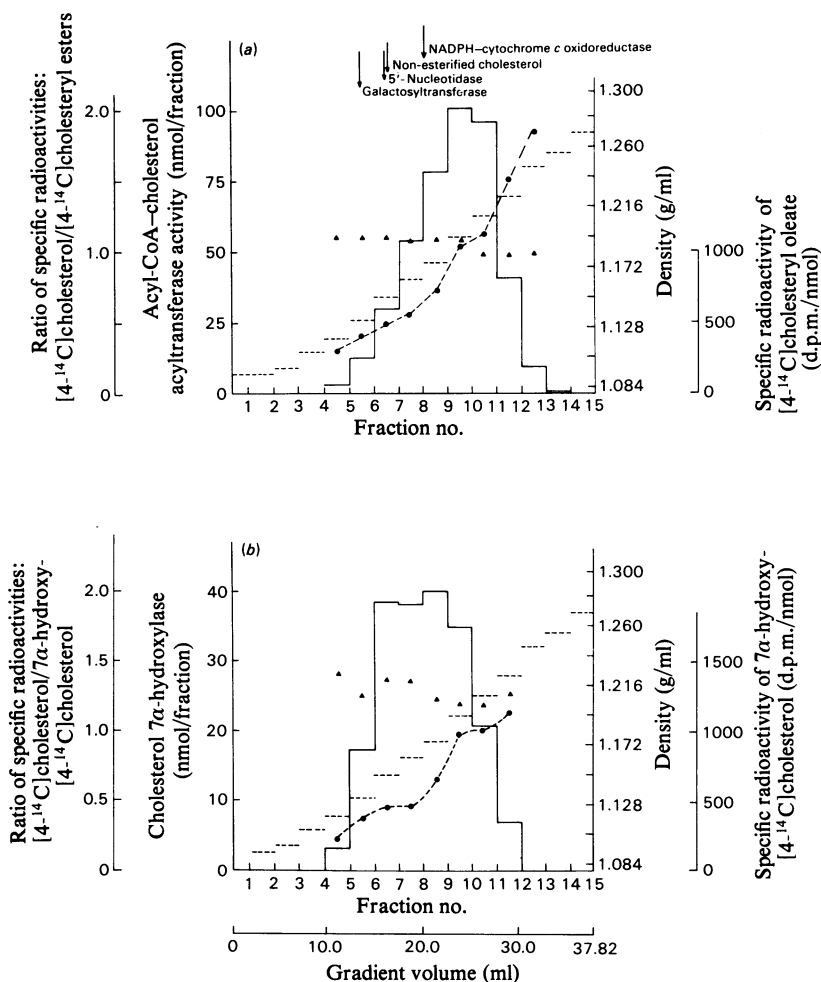 (a)
NADPH–cytochrome c oxidoreductase
Non-esterified cholesterol
5′-Nucleotidase
Galactosyltransferase
Ratio of specific radioactivities:
[4-¹⁴C]cholesterol/[4-¹⁴C]cholesteryl esters
2.0
1.0
0
Acyl-CoA–cholesterol
acyltransferase activity (nmol/fraction)
100
75
50
25
0
1 2 3 4 5 6 7 8 9 10 11 12 13 14 15
Fraction no.
1.300
1.260
1.216
1.172
1.128
1.084
Density (g/ml)
1000
500
0
Specific radioactivity of
[4-¹⁴C]cholesteryl oleate
(d.p.m./nmol)
(b)
Ratio of specific radioactivities:
[4-¹⁴C]cholesterol/7α-hydroxy-
[4-¹⁴C]cholesterol
2.0
1.5
1.0
0.5
0
Cholesterol 7α-hydroxylase
(nmol/fraction)
40
30
20
10
0
1 2 3 4 5 6 7 8 9 10 11 12 13 14 15
Fraction no.
1.300
1.260
1.216
1.172
1.128
1.084
Density (g/ml)
1500
1000
500
0
Specific radioactivity of 7α-hydroxy-
[4-¹⁴C]cholesterol (d.p.m./nmol)
0 10.0 20.0 30.0 37.82
Gradient volume (ml)